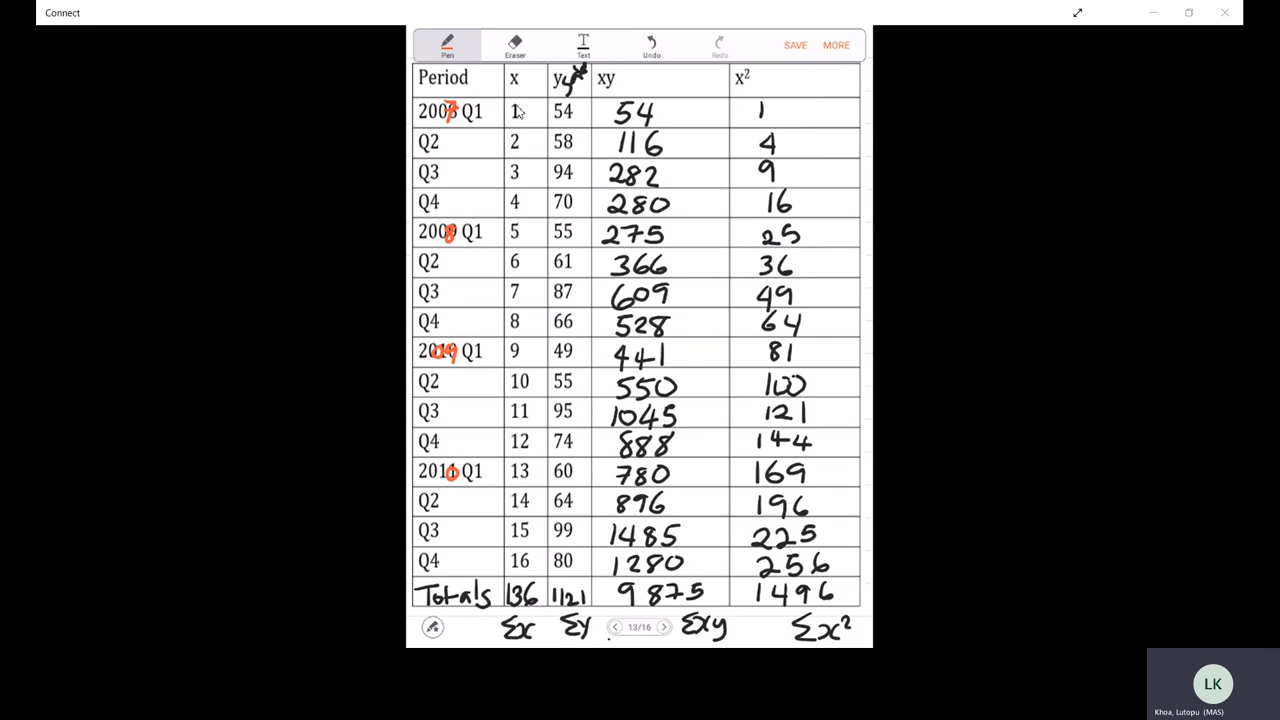 Connect
Pen Eraser Text Undo Redo SAVE MORE
Period x y y* xy x²
2007 Q1 1 54 54 1
Q2 2 58 116 4
Q3 3 94 282 9
Q4 4 70 280 16
2008 Q1 5 55 275 25
Q2 6 61 366 36
Q3 7 87 609 49
Q4 8 66 528 64
2009 Q1 9 49 441 81
Q2 10 55 550 100
Q3 11 95 1045 121
Q4 12 74 888 144
2010 Q1 13 60 780 169
Q2 14 64 896 196
Q3 15 99 1485 225
Q4 16 80 1280 256
Totals 136 1121 9875 1496
Σx Σy 13/16 Σxy Σx²
LK
Khoa, Lutopu (MAS)